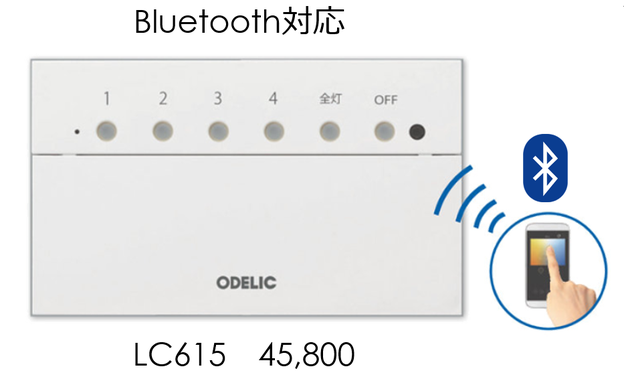 Bluetooth対応
1 2 3 4 全灯 OFF
ODELIC
LC615 45,800